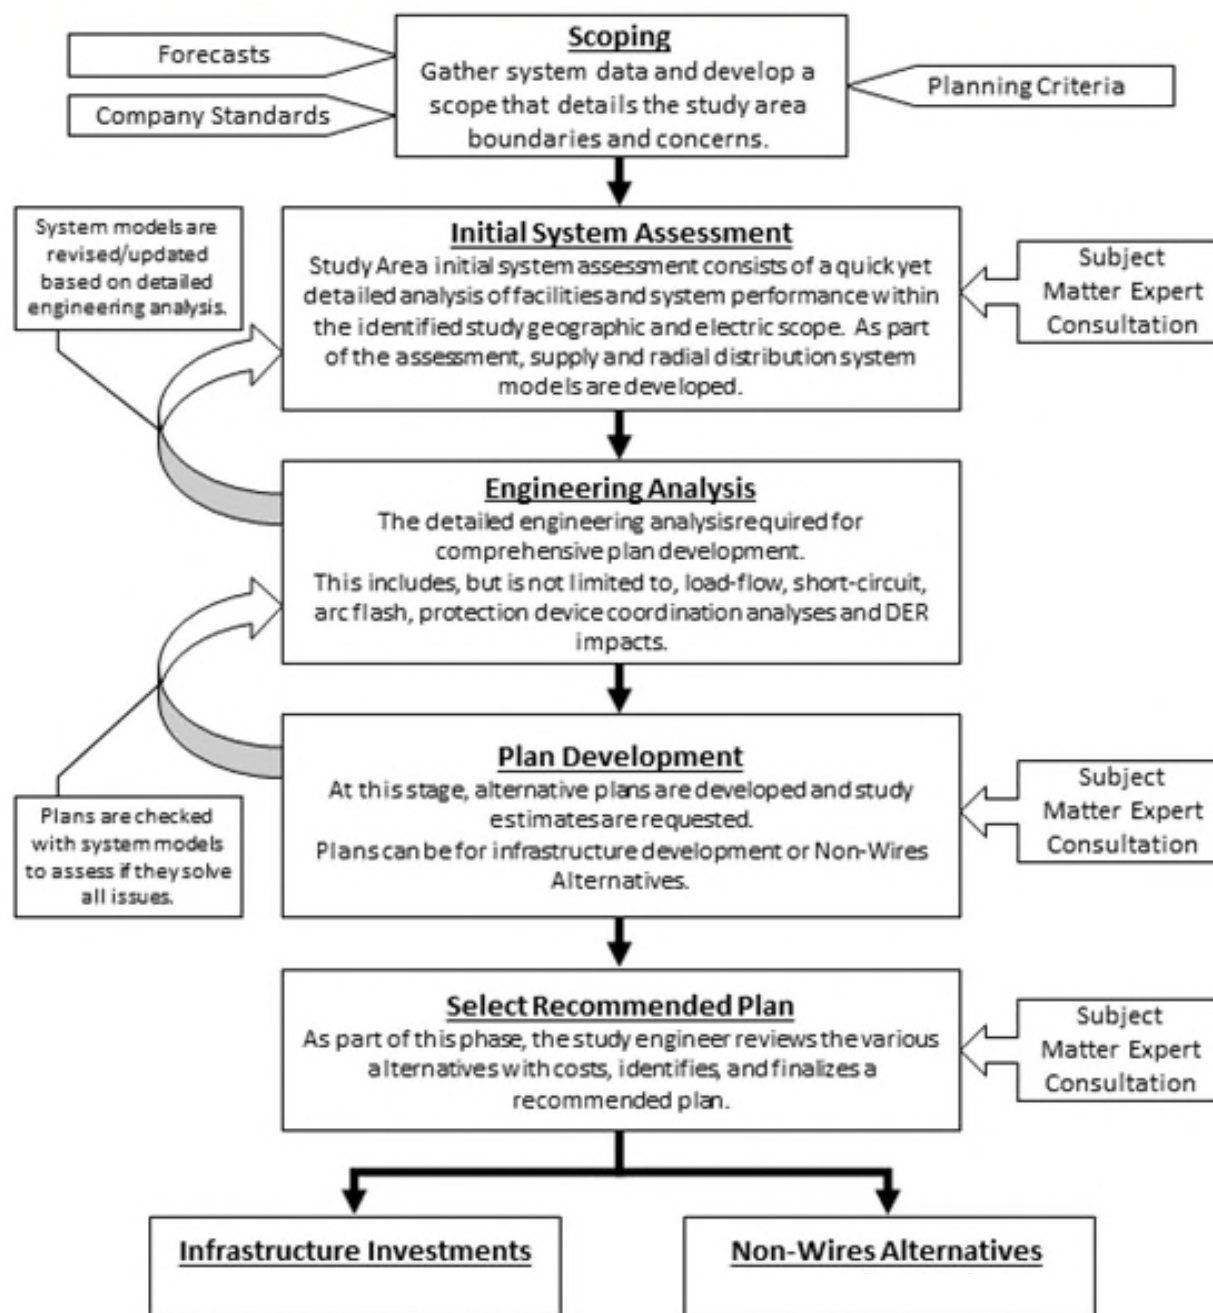 Scoping
Gather system data and develop a
scope that details the study area
boundaries and concerns.
Forecasts
Company Standards
Planning Criteria
System models are
revised/updated
based on detailed
engineering analysis.
Initial System Assessment
Study Area initial system assessment consists of a quick yet
detailed analysis of facilities and system performance within
the identified study geographic and electric scope. As part
of the assessment, supply and radial distribution system
models are developed.
Subject
Matter Expert
Consultation
Engineering Analysis
The detailed engineering analysis required for
comprehensive plan development.
This includes, but is not limited to, load-flow, short-circuit,
arc flash, protection device coordination analyses and DER
impacts.
Plan Development
At this stage, alternative plans are developed and study
estimates are requested.
Plans can be for infrastructure development or Non-Wires
Alternatives.
Subject
Matter Expert
Consultation
Plans are checked
with system models
to assess if they solve
all issues.
Select Recommended Plan
As part of this phase, the study engineer reviews the various
alternatives with costs, identifies, and finalizes a
recommended plan.
Subject
Matter Expert
Consultation
Infrastructure Investments
Non-Wires Alternatives